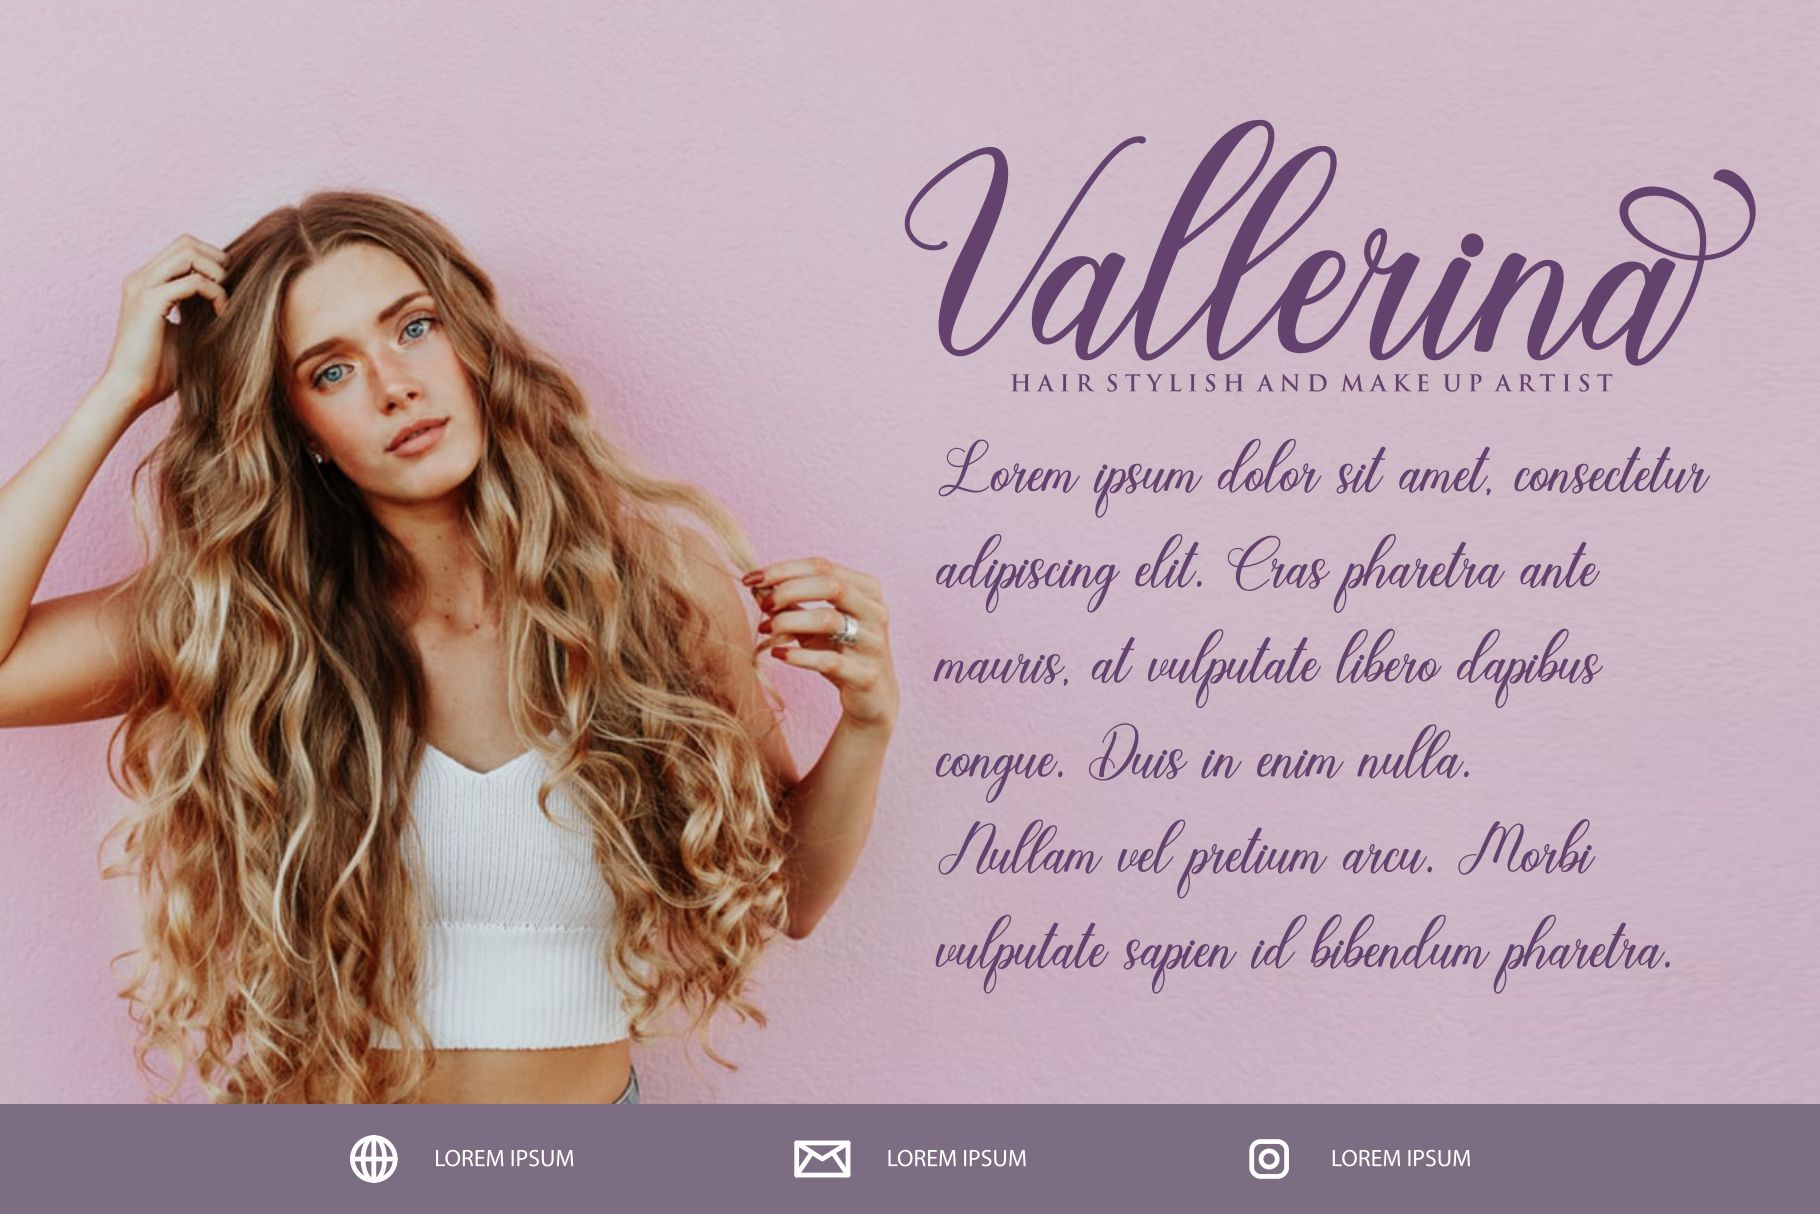 Vallerina
HAIR STYLISH AND MAKE UP ARTIST
Lorem ipsum dolor sit amet, consectetur
adipiscing elit. Cras pharetra ante
mauris, at vulputate libero dapibus
congue. Duis in enim nulla.
Nullam vel pretium arcu. Morbi
vulputate sapien id bibendum pharetra.
LOREM IPSUM
LOREM IPSUM
LOREM IPSUM